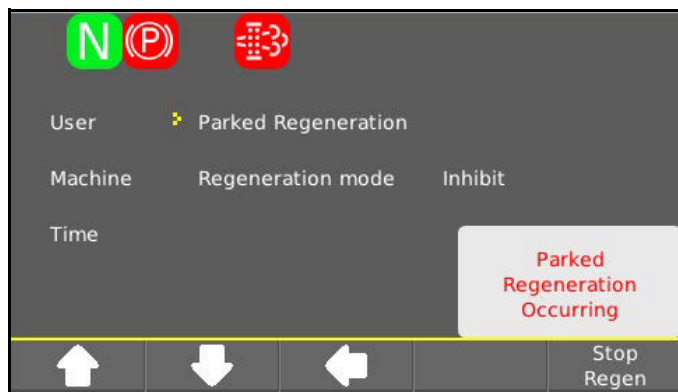 N (P)
User Parked Regeneration
Machine Regeneration mode Inhibit
Time
Parked
Regeneration
Occurring
Stop
Regen